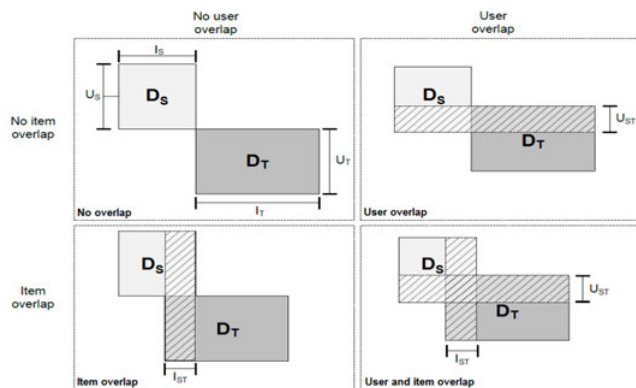 No user
overlap
User
overlap
No item
overlap
I_S
U_S
D_S
D_T
U_T
I_T
No overlap
D_S
U_ST
D_T
User overlap
Item
overlap
D_S
D_T
I_ST
Item overlap
D_S
U_ST
D_T
I_ST
User and item overlap